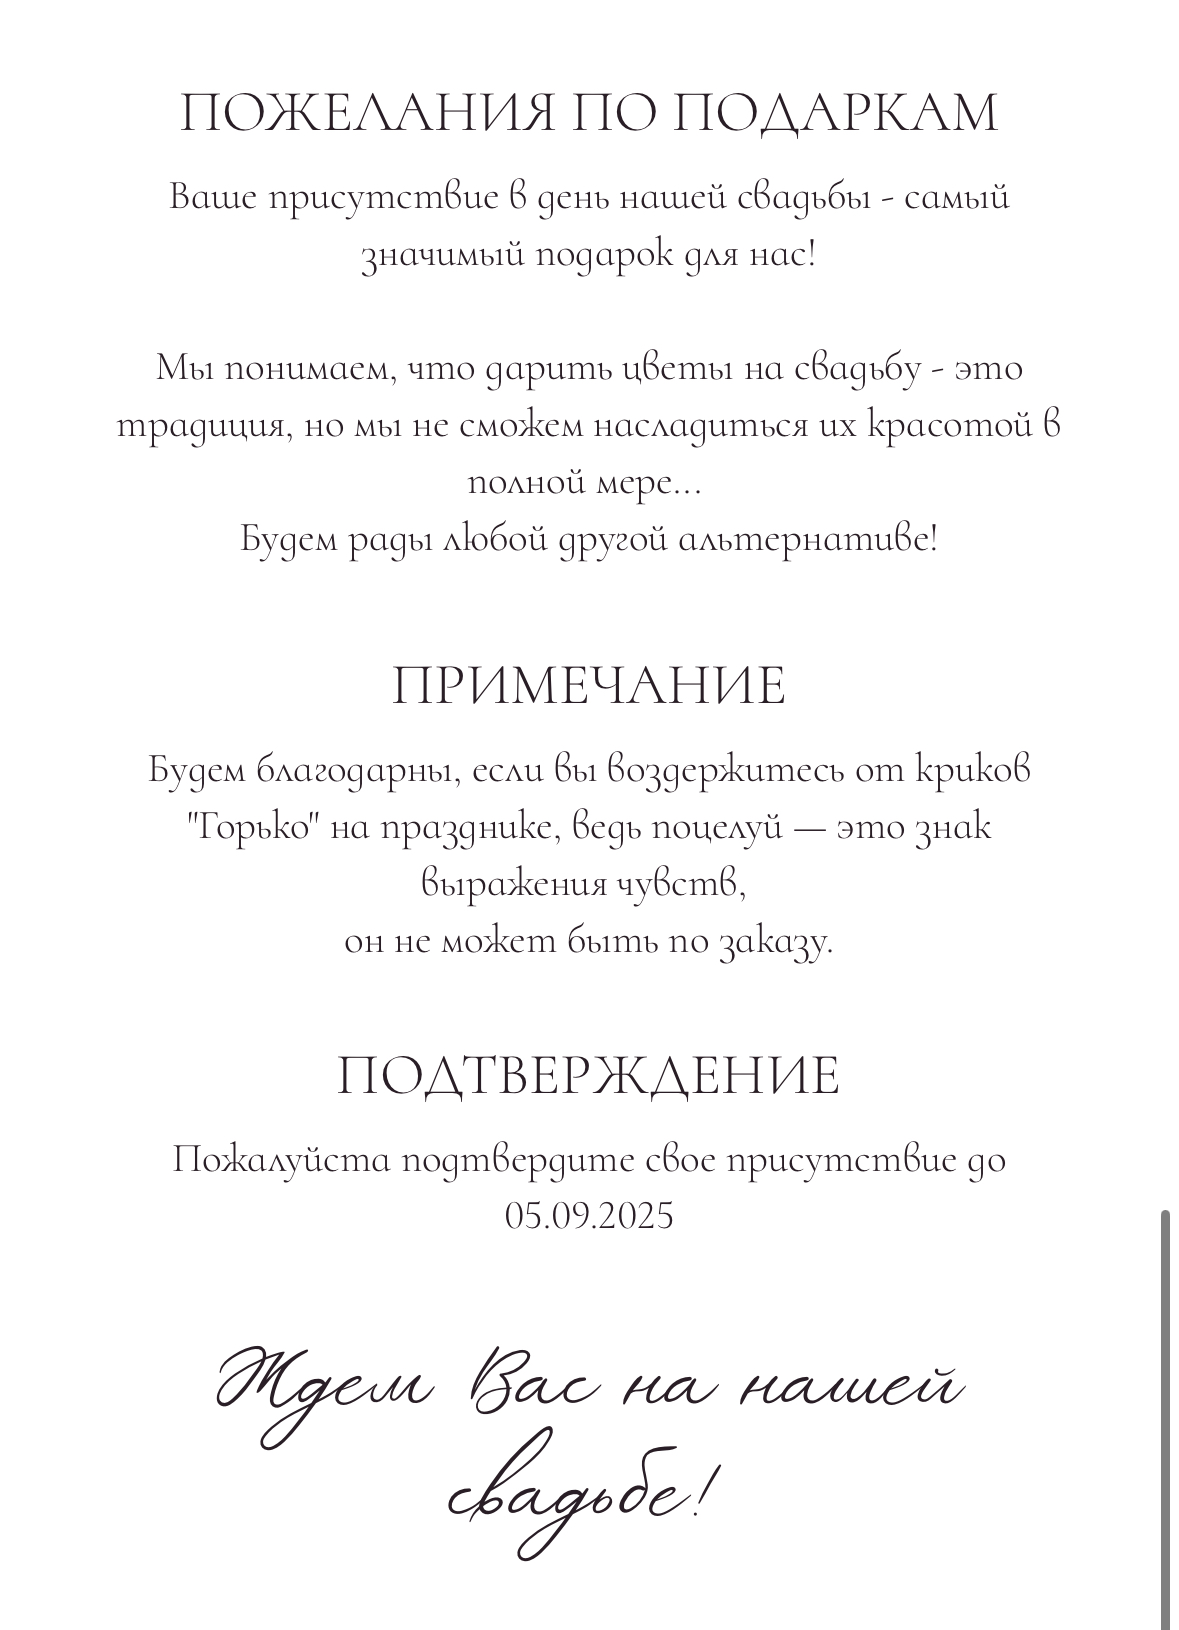 ПОЖЕЛАНИЯ ПО ПОДАРКАМ
Ваше присутствие в день нашей свадьбы - самый
значимый подарок для нас!
Мы понимаем, что дарить цветы на свадьбу - это
традиция, но мы не сможем насладиться их красотой в
полной мере...
Будем рады любой другой альтернативе!
ПРИМЕЧАНИЕ
Будем благодарны, если вы воздержитесь от криков
"Горько" на празднике, ведь поцелуй — это знак
выражения чувств,
он не может быть по заказу.
ПОДТВЕРЖДЕНИЕ
Пожалуйста подтвердите свое присутствие до
05.09.2025
Ждем Вас на нашей
свадьбе!